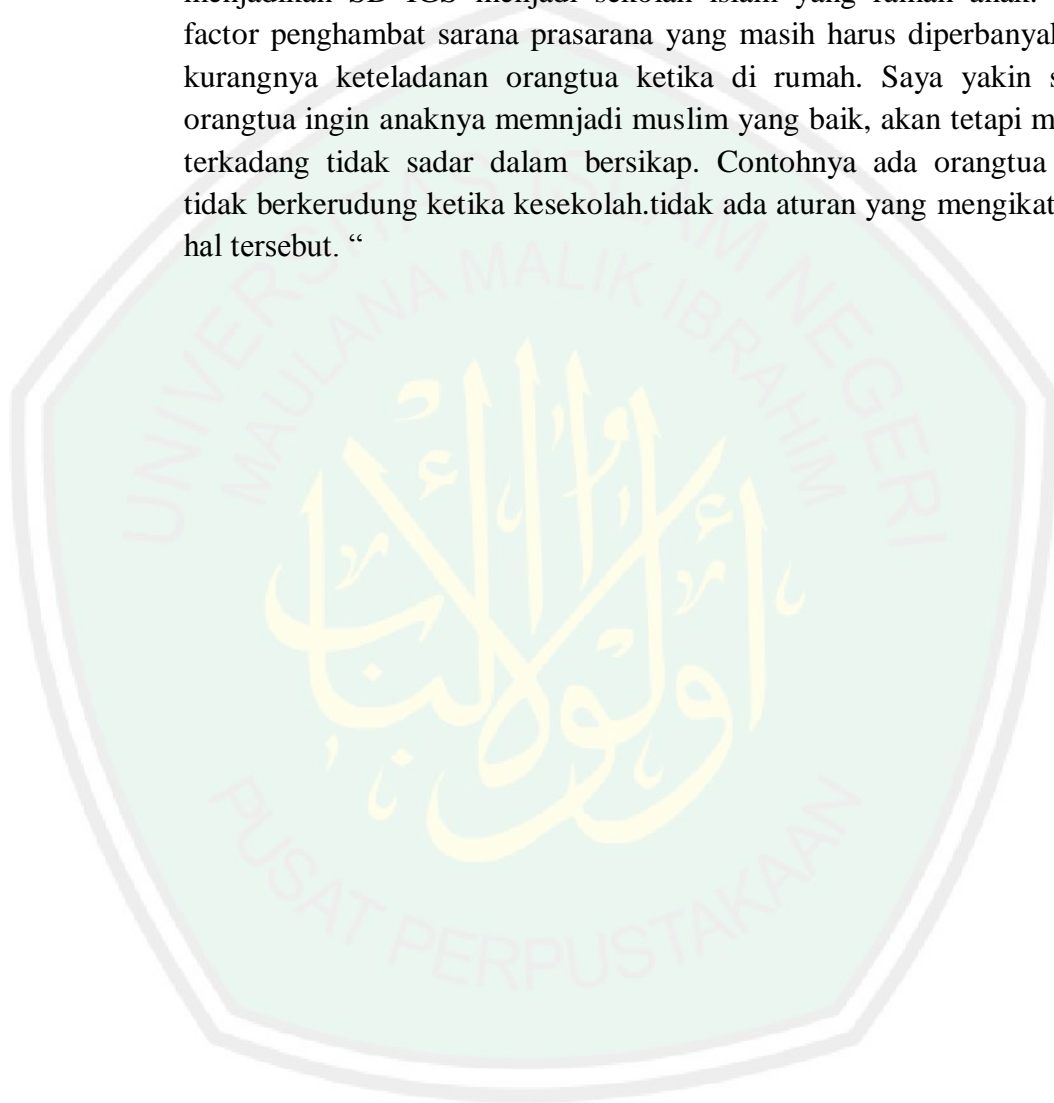 menjadikan SD menjadi sekolah islam yang ramah anak.
factor penghambat sarana prasarana yang masih harus diperbanyak
kurangnya keteladanan orangtua ketika di rumah. Saya yakin s
orangtua ingin anaknya memnjadi muslim yang baik, akan tetapi m
terkadang tidak sadar dalam bersikap. Contohnya ada orangtua
tidak berkerudung ketika kesekolah.tidak ada aturan yang mengikat
hal tersebut. “
UNIVERSITAS ISLAM NEGERI
MAULANA MALIK IBRAHIM
أولوا الألباب
PUSAT PERPUSTAKAAN